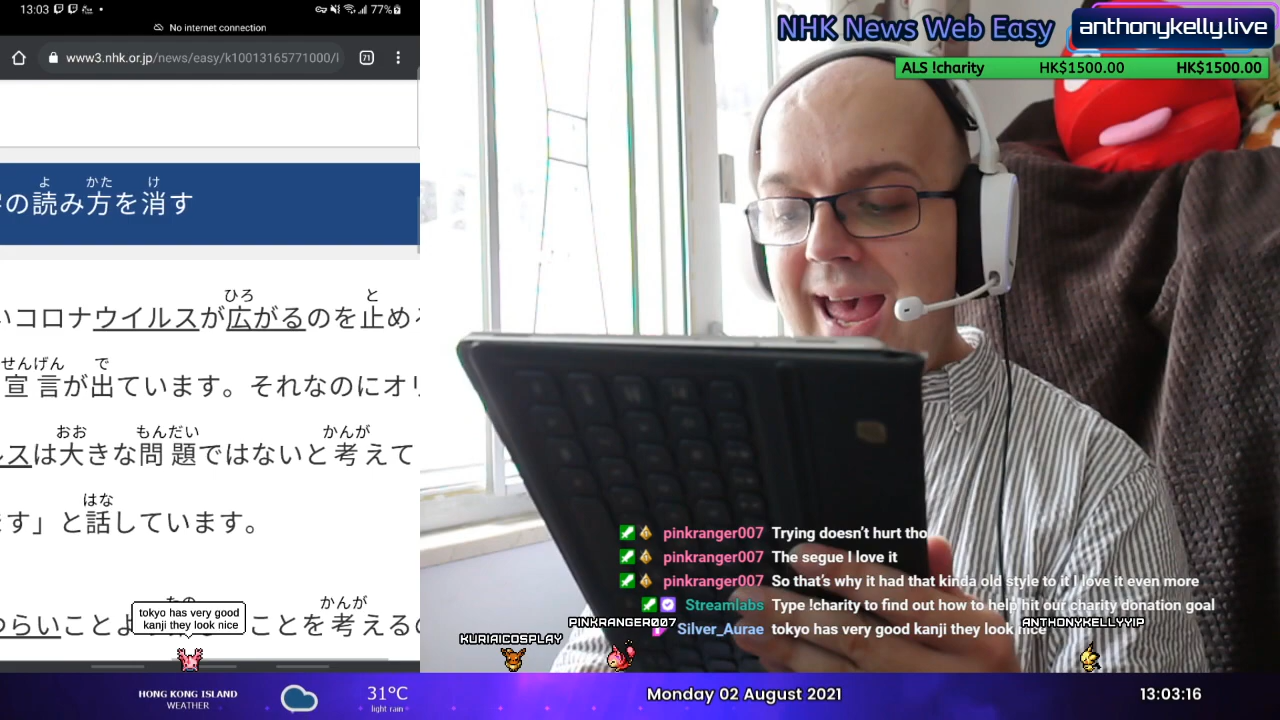 13:03
77%
No internet connection
www3.nhk.or.jp/news/easy/k10013165771000/
71
よ かた け
の読み方を消す
ひろ と
いコロナウイルスが広がるのを止め
せんげん で
宣言が出ています。それなのにオリ
おお もんだい かんが
スは大きな問題ではないと考えて
はな
ます」と話しています。
かんが
つらいことよ
ことを考える
tokyo has very good
kanji they look nice
NHK News Web Easy
anthonykelly.live
ALS !charity HK$1500.00 HK$1500.00
pinkranger007 Trying doesn't hurt tho
pinkranger007 The segue I love it
pinkranger007 So that's why it had that kinda old style to it I love it even more
Streamlabs Type !charity to find out how to help hit our charity donation goal
Silver_Aurae tokyo has very good kanji they look nice
KURIAICOSPLAY
PINKRANGER007
ANTHONYKELLYYIP
HONG KONG ISLAND
WEATHER
31°C
light rain
Monday 02 August 2021
13:03:16